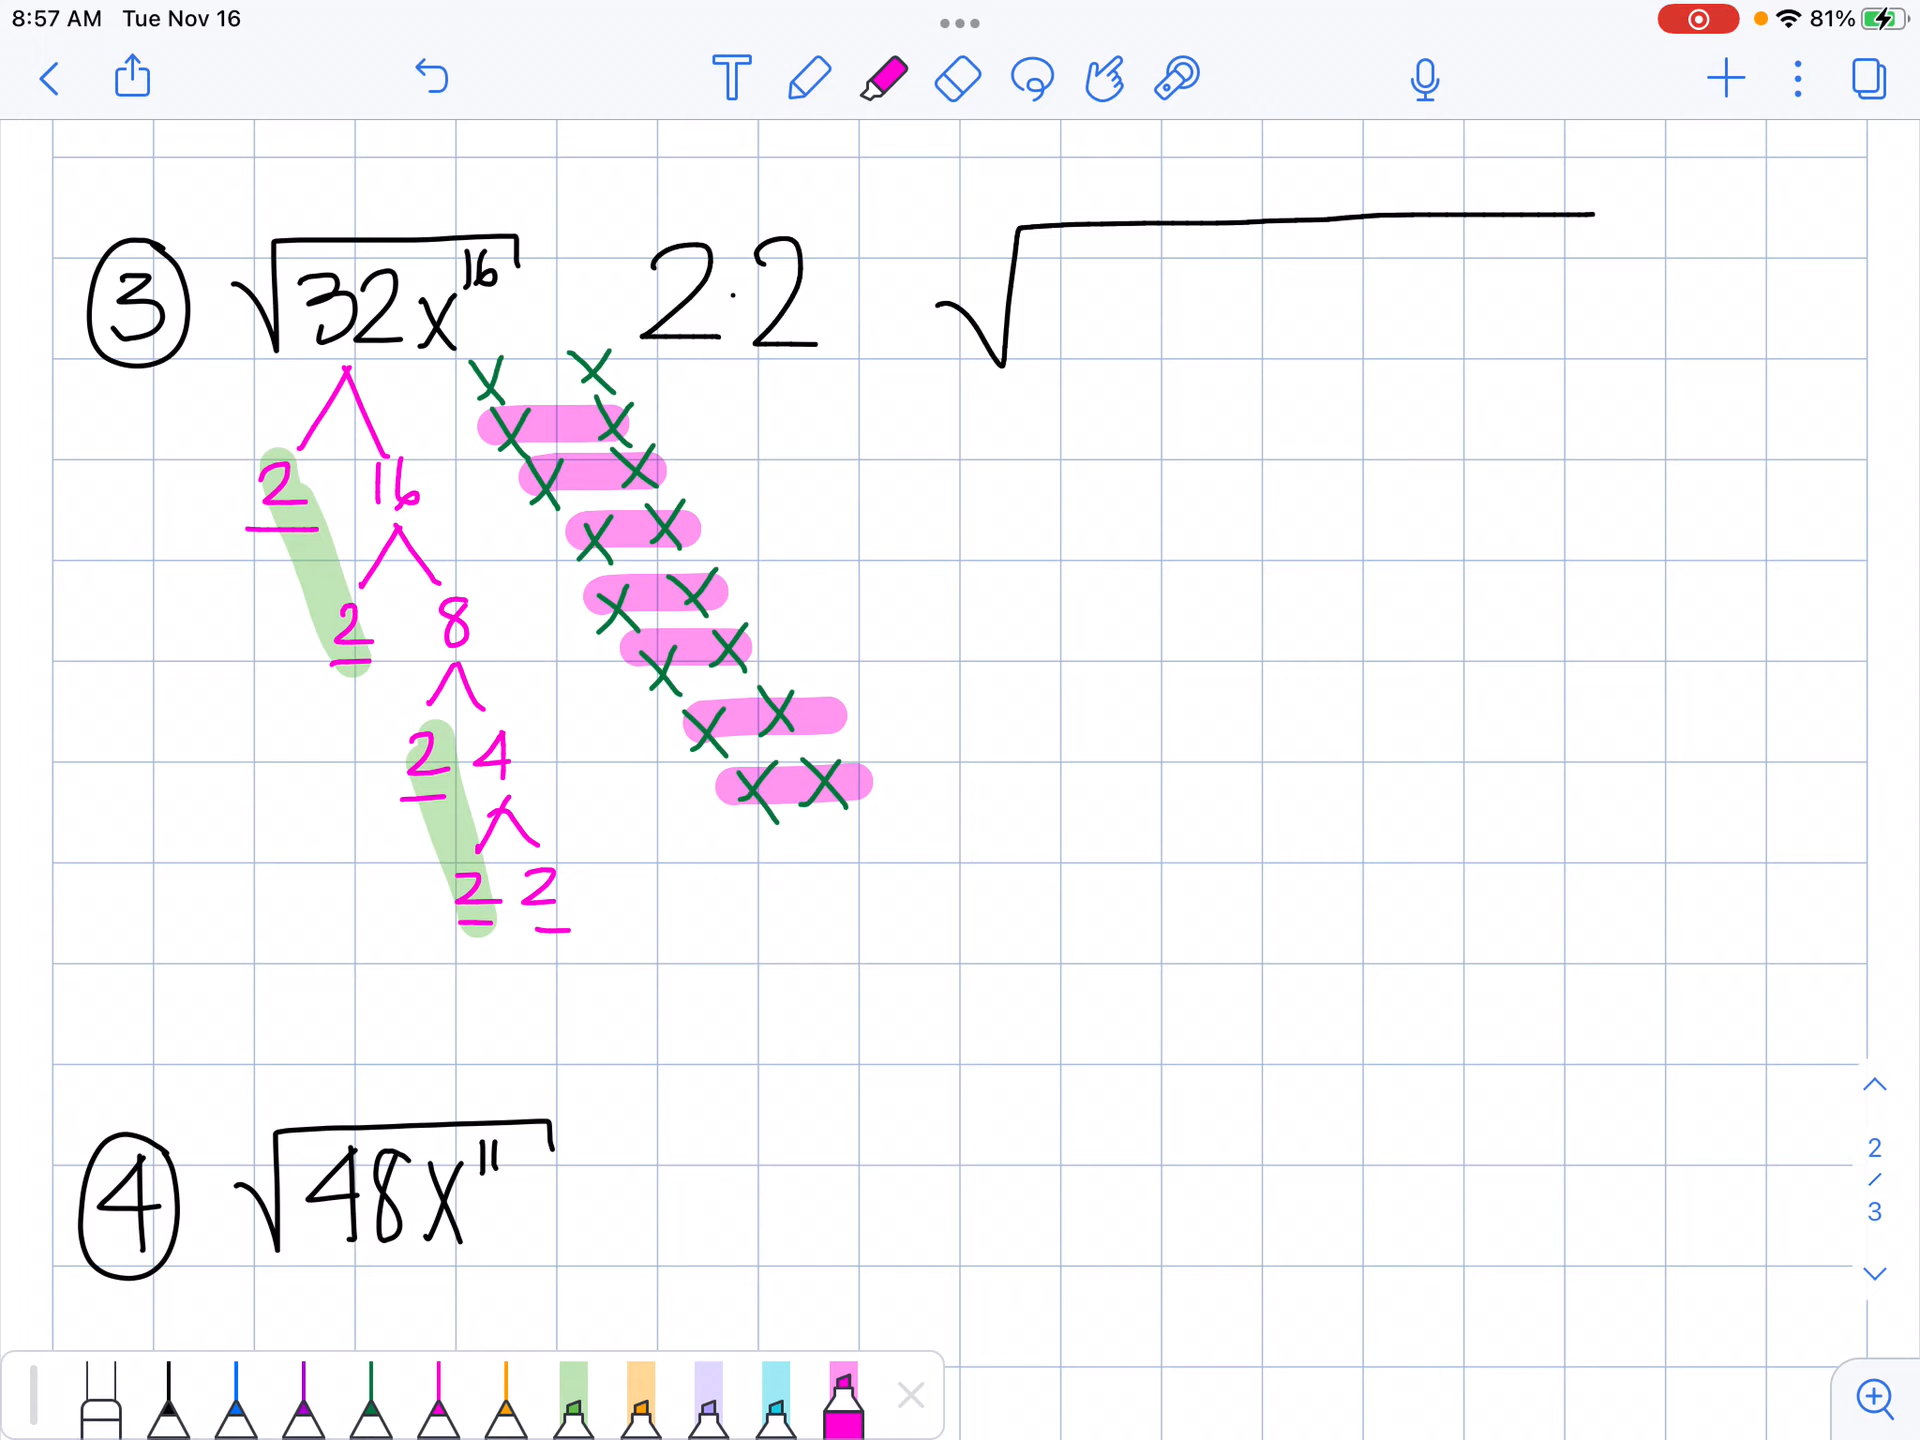 8:57 AM Tue Nov 16
81%
T
3 √32x^16 2·2 √
x x
x x
2 16 x x
x x
2 8 x x
x x
2 4 x x
x x
2 2
4 √48x^11
2
/
3